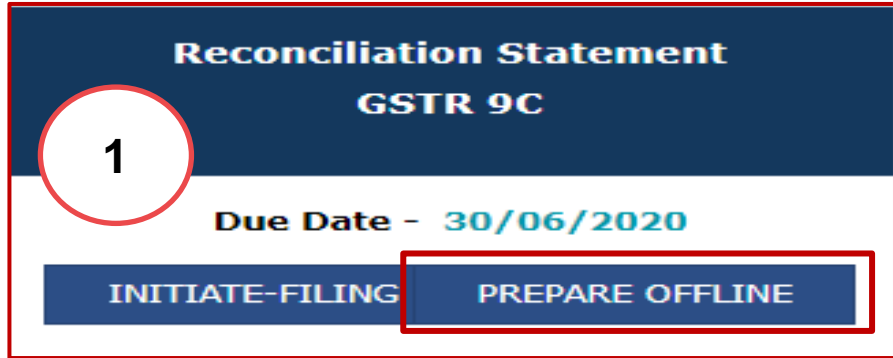 Reconciliation Statement
GSTR 9C
1
Due Date - 30/06/2020
INITIATE-FILING PREPARE OFFLINE